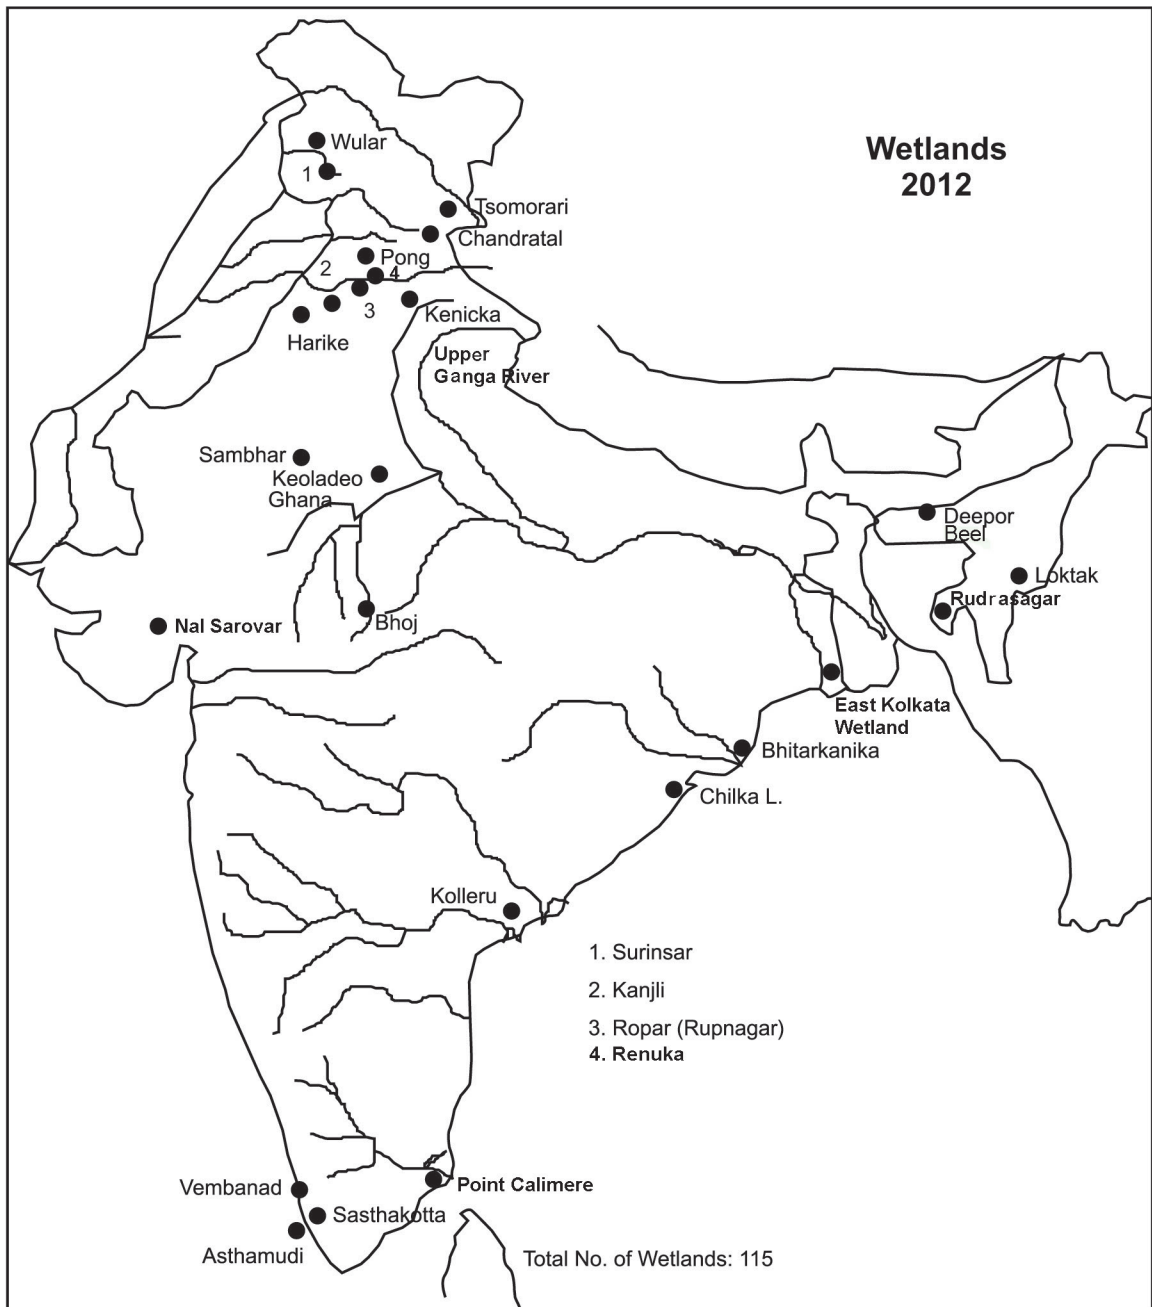 Wetlands
2012
Wular
1
Tsomorari
Chandratal
Pong
2
4
3
Kenicka
Harike
Upper
Ganga River
Sambhar
Keoladeo
Ghana
Deepor
Beel
Loktak
Rudrasagar
Bhoj
Nal Sarovar
East Kolkata
Wetland
Bhitarkanika
Chilka L.
Kolleru
1. Surinsar
2. Kanjli
3. Ropar (Rupnagar)
4. Renuka
Vembanad
Point Calimere
Sasthakotta
Asthamudi
Total No. of Wetlands: 115